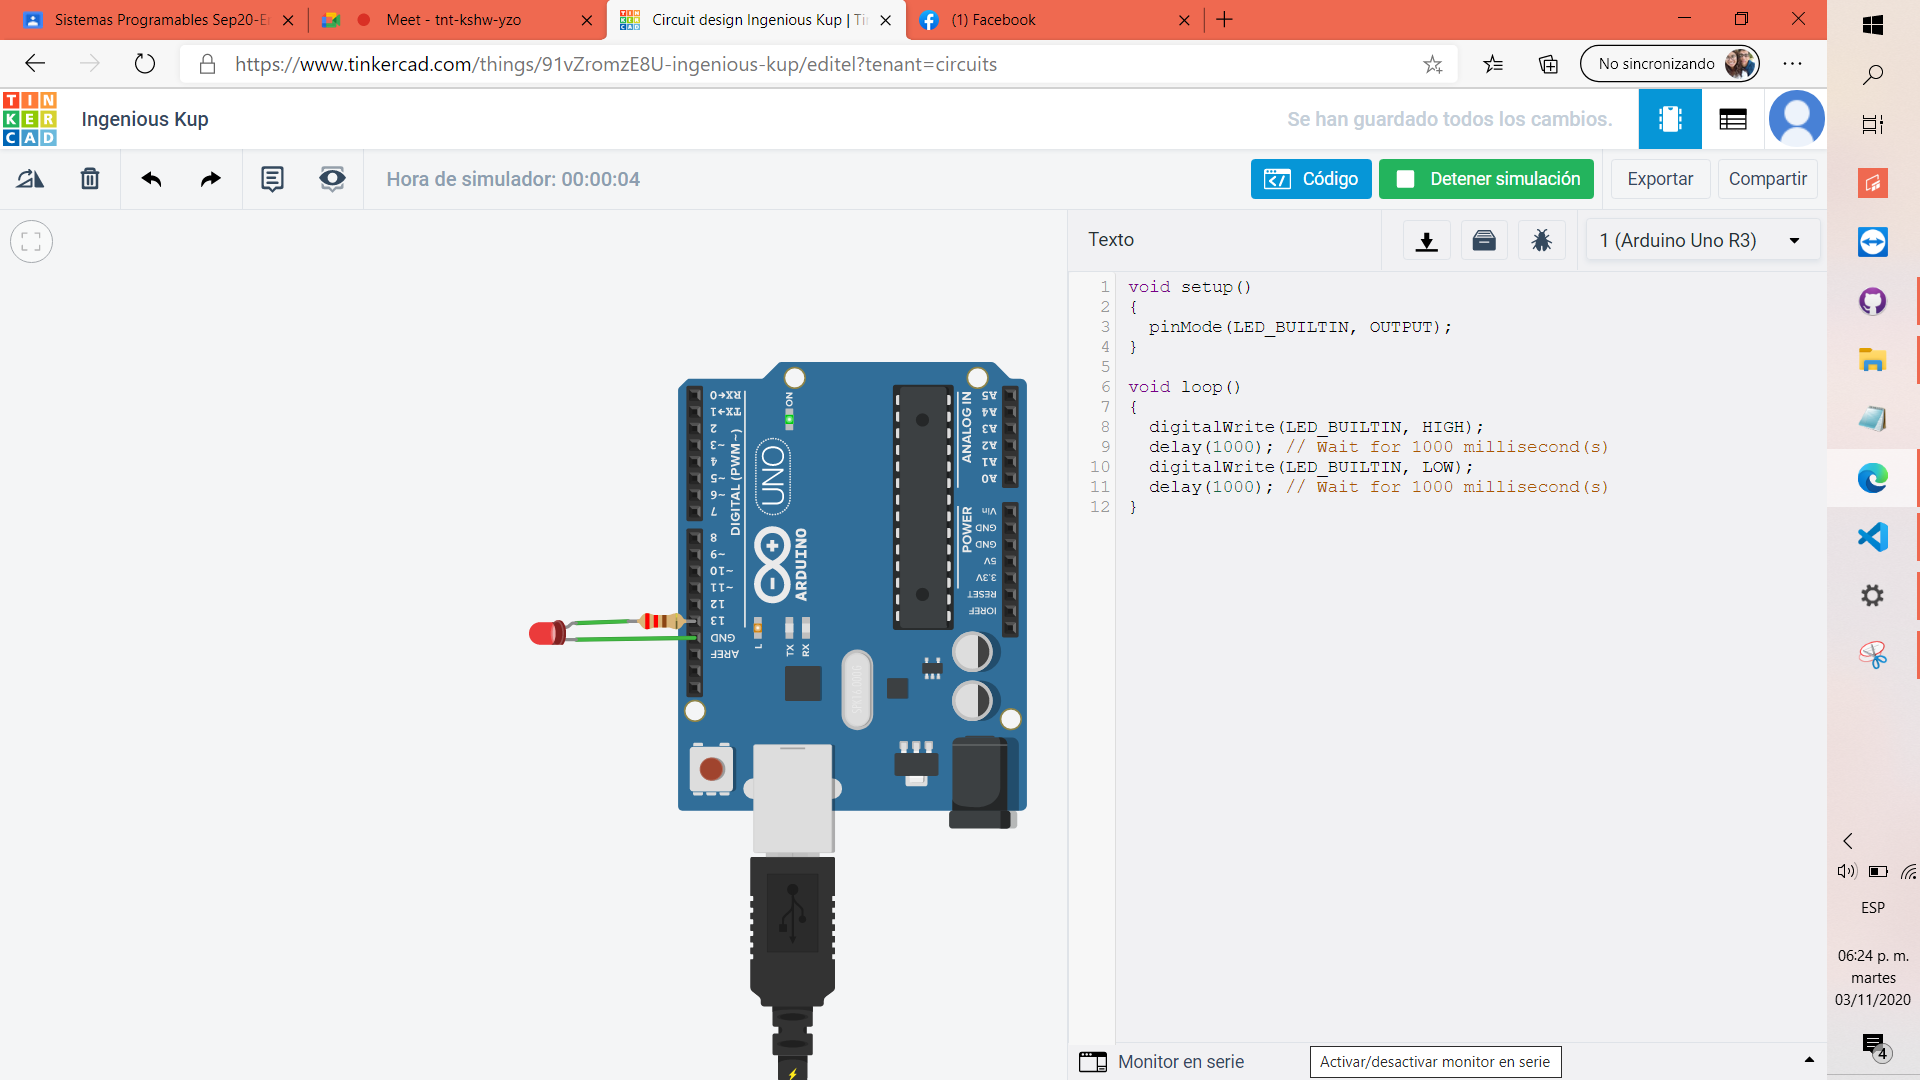 Sistemas Programables Sep20-E
Meet - tnt-kshw-yzo
Circuit design Ingenious Kup | Ti
(1) Facebook
https://www.tinkercad.com/things/91vZromzE8U-ingenious-kup/editel?tenant=circuits
No sincronizando
TIN
KER
CAD
Ingenious Kup
Se han guardado todos los cambios.
Hora de simulador: 00:00:04
Código
Detener simulación
Exportar
Compartir
Texto
1 (Arduino Uno R3)
1 void setup()
2 {
3 pinMode(LED_BUILTIN, OUTPUT);
4 }
5
6 void loop()
7 {
8 digitalWrite(LED_BUILTIN, HIGH);
9 delay(1000); // Wait for 1000 millisecond(s)
10 digitalWrite(LED_BUILTIN, LOW);
11 delay(1000); // Wait for 1000 millisecond(s)
12 }
RX←0
TX→1
2
~3
4
~5
~6
7
8
~9
~10
~11
12
13
GND
AREF
DIGITAL (PWM~)
ON
UNO
ARDUINO
L
TX
RX
ANALOG IN
A5
A4
A3
A2
A1
A0
POWER
Vin
GND
GND
5V
3.3V
RESET
IOREF
Monitor en serie
Activar/desactivar monitor en serie
ESP
06:24 p. m.
martes
03/11/2020
4